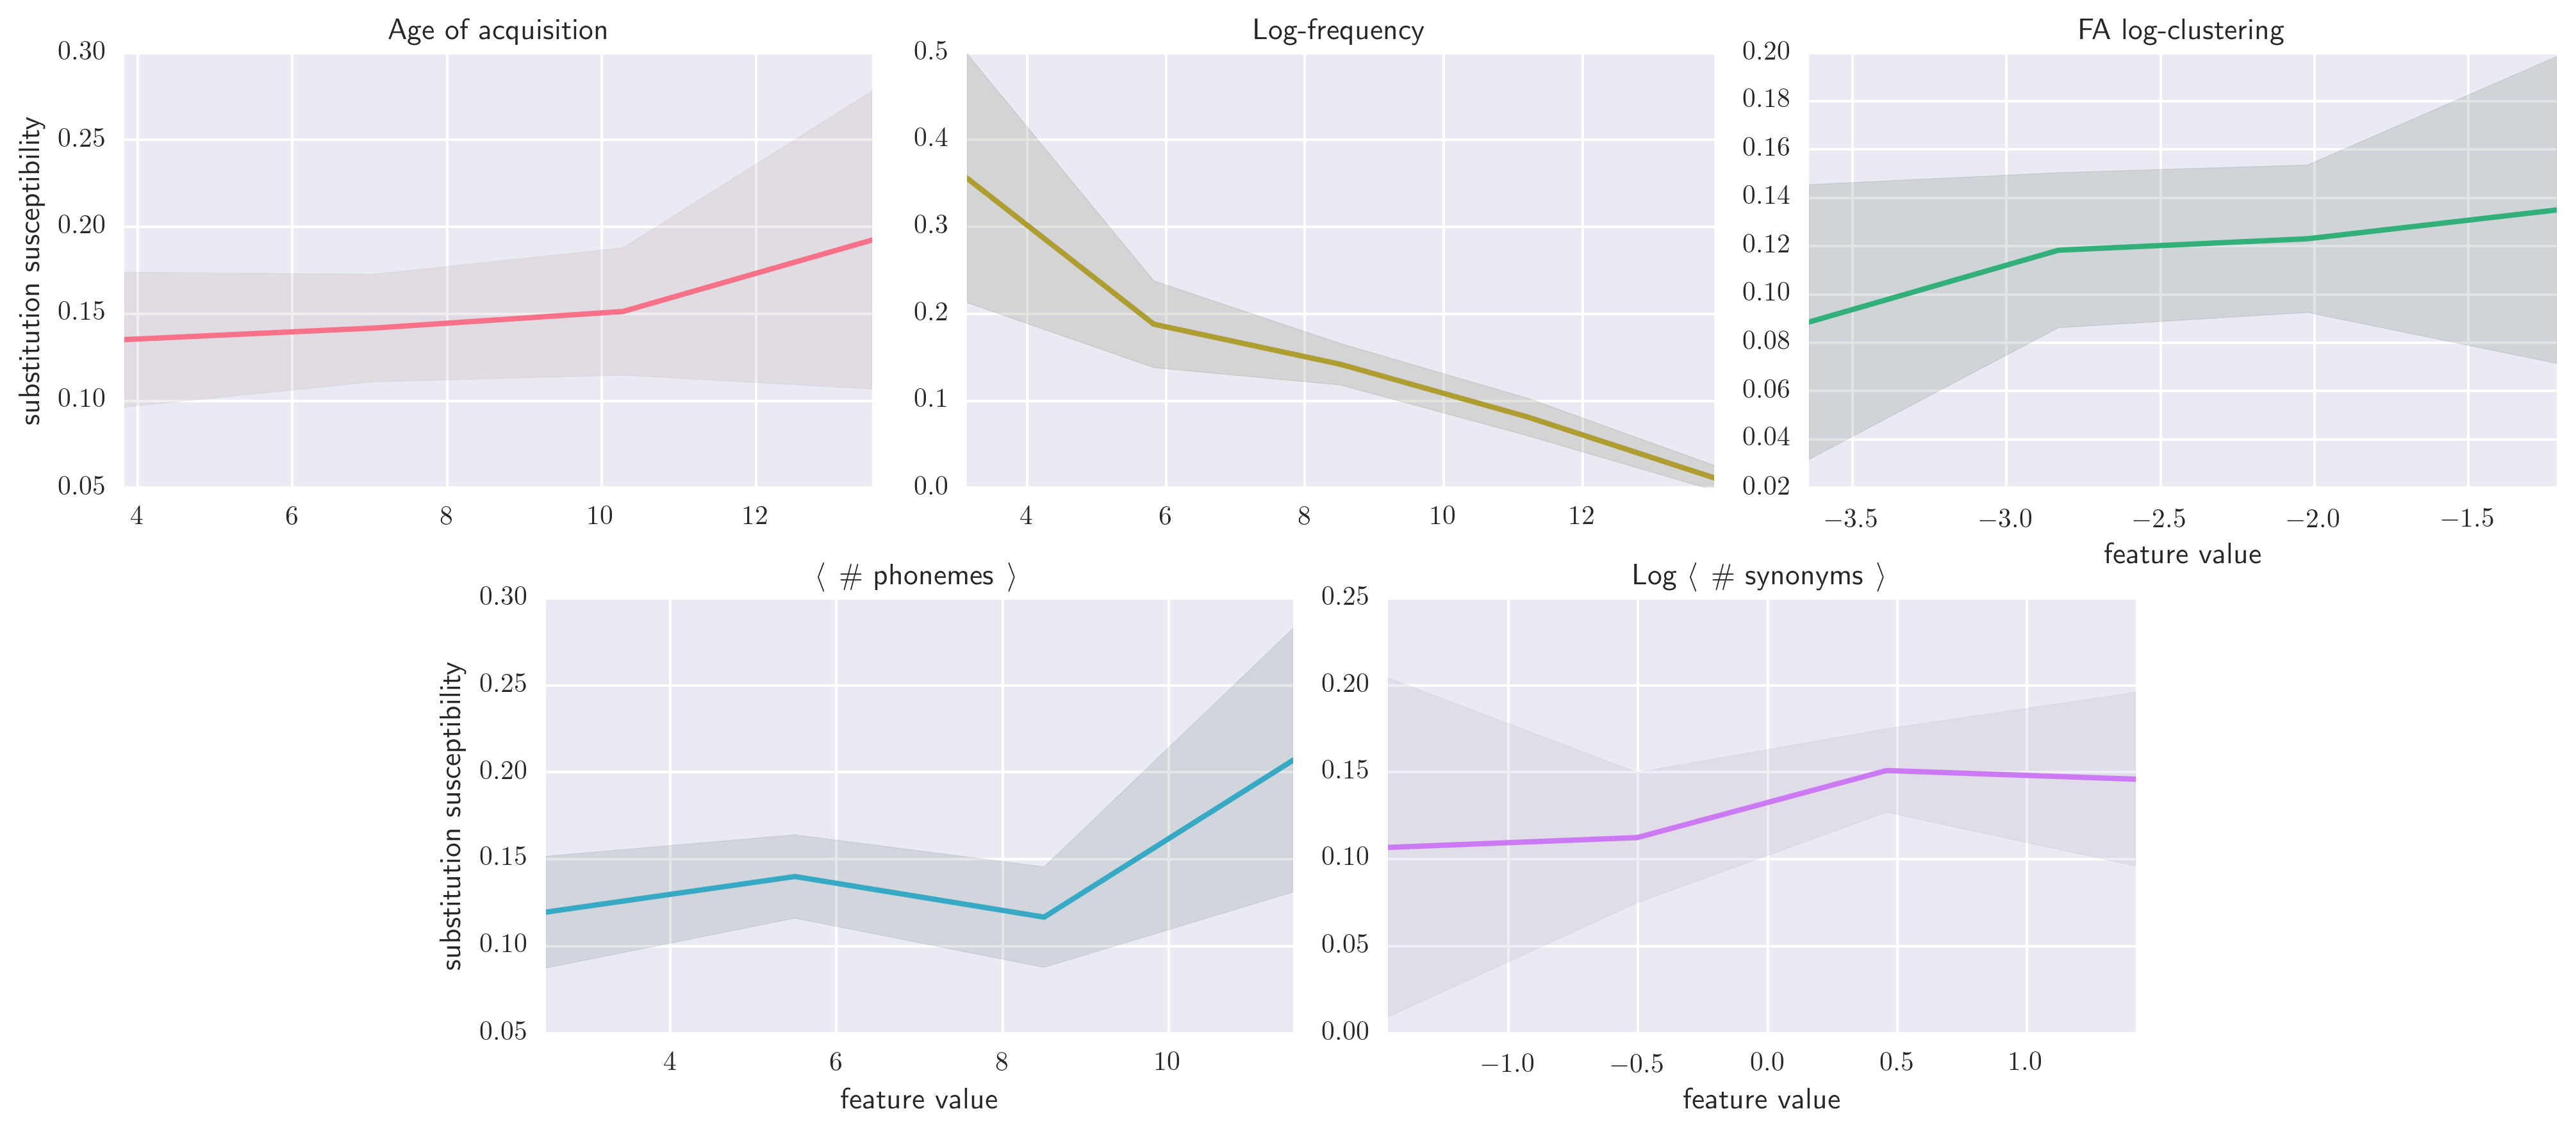 Age of acquisition
0.30
0.25
0.20
0.15
0.10
0.05
substitution susceptibility
4 6 8 10 12
Log-frequency
0.5
0.4
0.3
0.2
0.1
0.0
4 6 8 10 12
FA log-clustering
0.20
0.18
0.16
0.14
0.12
0.10
0.08
0.06
0.04
0.02
−3.5 −3.0 −2.5 −2.0 −1.5
feature value
⟨ # phonemes ⟩
0.30
0.25
0.20
0.15
0.10
0.05
substitution susceptibility
4 6 8 10
feature value
Log ⟨ # synonyms ⟩
0.25
0.20
0.15
0.10
0.05
0.00
−1.0 −0.5 0.0 0.5 1.0
feature value